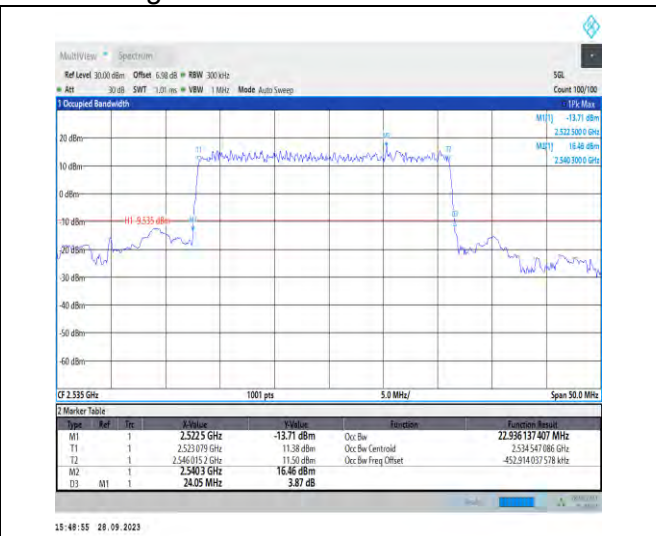 MultiView Spectrum
Ref Level 30.00 dBm Offset 6.98 dB RBW 300 kHz SGL
Att 30 dB SWT 1.01 ms VBW 1 MHz Mode Auto Sweep Count 100/100
1 Occupied Bandwidth 1Pk Max
M1[1] -13.71 dBm
2.522 500 0 GHz
M2[1] 16.46 dBm
2.540 300 0 GHz
20 dBm
T1 M2 T2
10 dBm
0 dBm
-10 dBm H1 -9.535 dBm
-20 dBm
-30 dBm
-40 dBm
-50 dBm
-60 dBm
CF 2.535 GHz 1001 pts 5.0 MHz/ Span 50.0 MHz
2 Marker Table
Type Ref Trc X-Value Y-Value Function Function Result
M1 1 2.5225 GHz -13.71 dBm Occ Bw 22.936 137 407 MHz
T1 1 2.523 079 GHz 11.38 dBm Occ Bw Centroid 2.534 547 086 GHz
T2 1 2.546 015 2 GHz 11.50 dBm Occ Bw Freq Offset -452.914 037 578 kHz
M2 1 2.5403 GHz 16.46 dBm
D3 M1 1 24.05 MHz 3.87 dB
15:48:55 28.09.2023